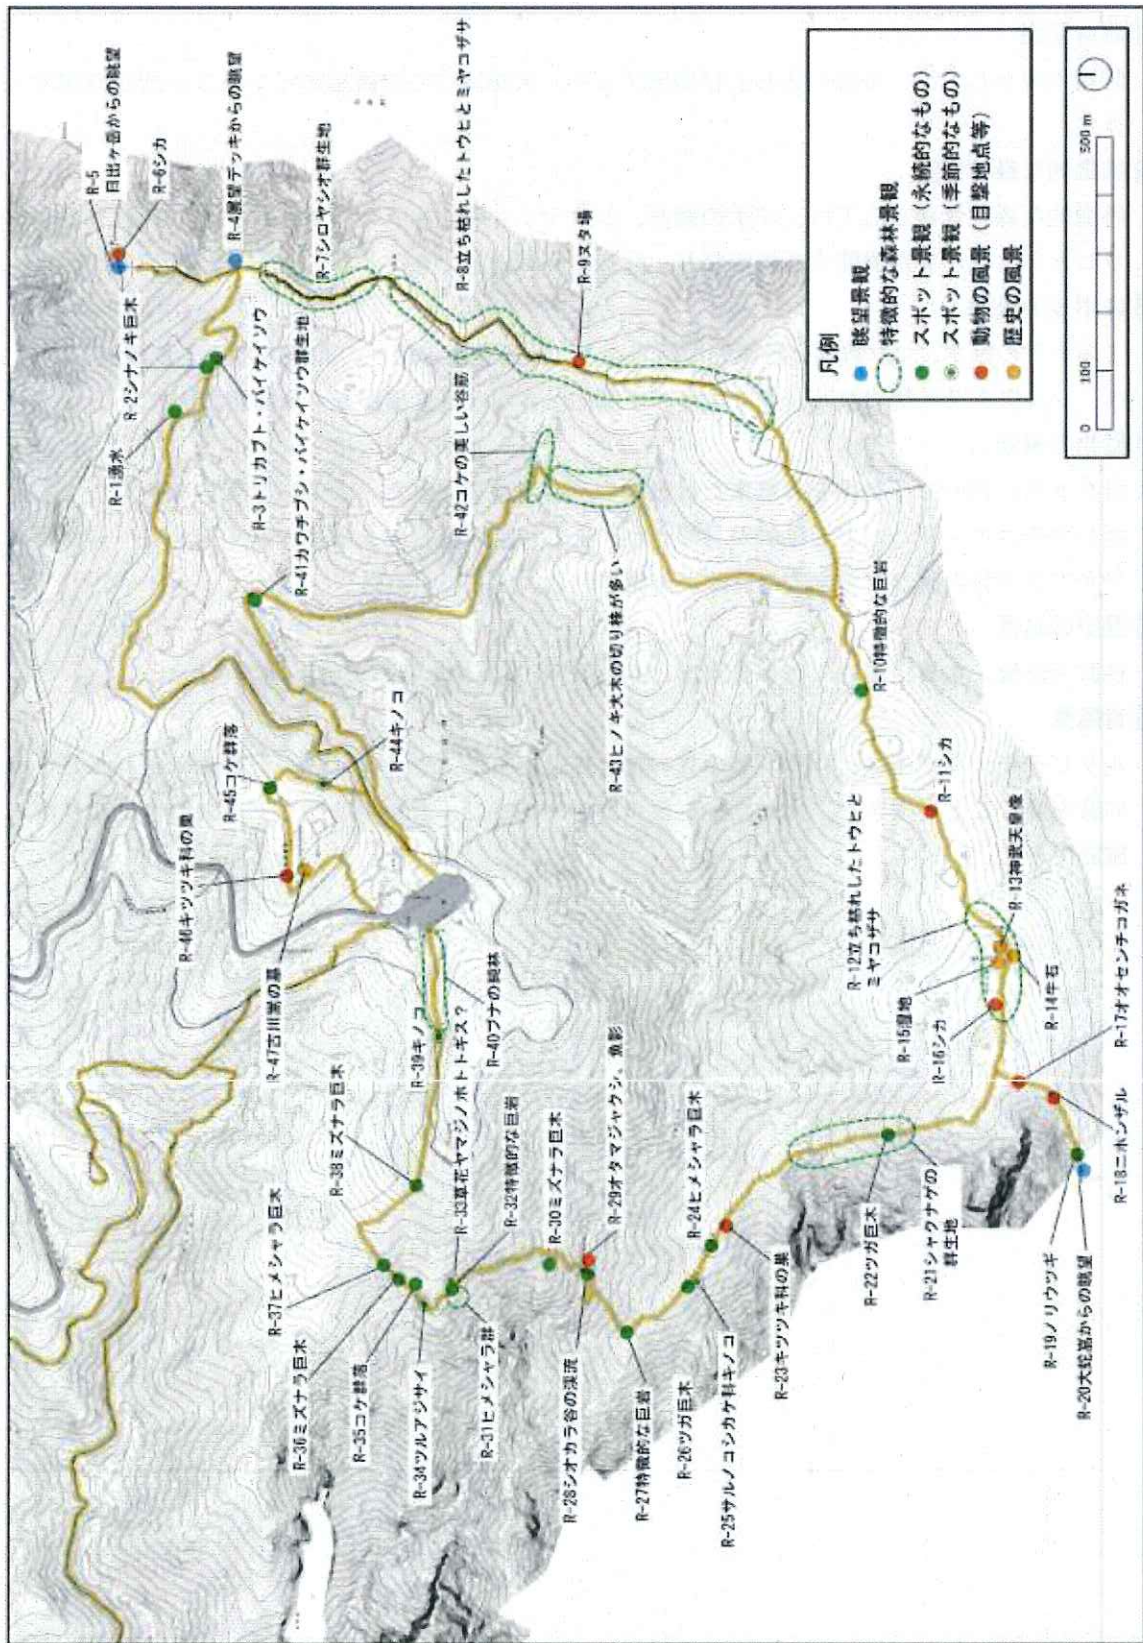 R-5
日出ヶ岳からの眺望
R-6シカ
R-4展望デッキからの眺望
R-2シナノキ巨木
R-1湧水
R-3トリカブト・バイケイソウ
R-7シロヤシオ群生地
R-8立ち枯れしたトウヒとミヤコザサ
R-9ヌタ場
R-41カワチブシ・バイケイソウ群生地
R-42コケの美しい谷筋
R-43ヒノキ大木の切り株が多い
R-10特徴的な巨岩
R-11シカ
R-12立ち枯れしたトウヒと
ミヤコザサ
R-13神武天皇像
R-14牛石
R-15湿地
R-16シカ
R-17オオセンチコガネ
R-18ニホンザル
R-19ノリウツギ
R-20大蛇嵓からの眺望
R-21シャクナゲの
群生地
R-22ツガ巨木
R-23キツツキ科の巣
R-24ヒメシャラ巨木
R-25サルノコシカケ科キノコ
R-26ツガ巨木
R-27特徴的な巨岩
R-28シオカラ谷の渓流
R-29オタマジャクシ、魚影
R-30ミズナラ巨木
R-31ヒメシャラ群
R-32特徴的な巨岩
R-33草花ヤマジノホトトギス?
R-34ツルアジサイ
R-35コケ群落
R-36ミズナラ巨木
R-37ヒメシャラ巨木
R-38ミズナラ巨木
R-39キノコ
R-40ブナの純林
R-44キノコ
R-45コケ群落
R-46キツツキ科の巣
R-47古川嵩の墓
凡例
眺望景観
特徴的な森林景観
スポット景観(永続的なもの)
スポット景観(季節的なもの)
動物の風景(目撃地点等)
歴史の風景
0 100 500 m